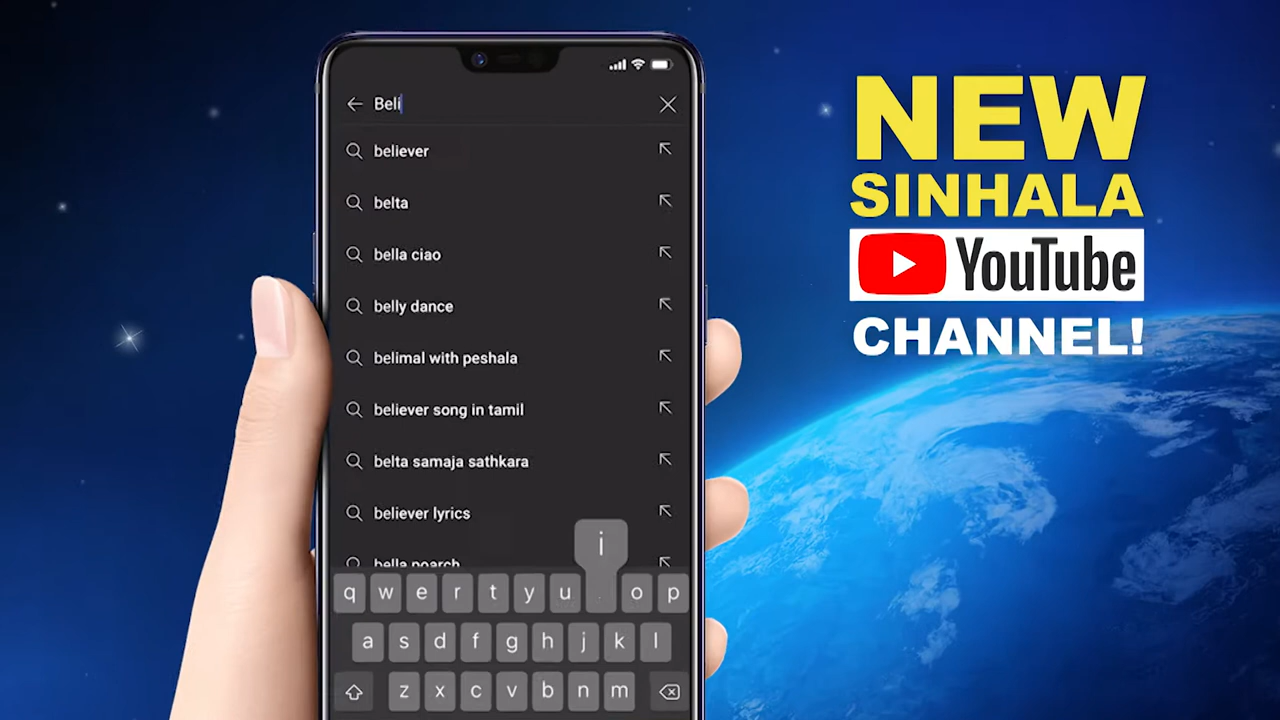 Beli
believer
belta
bella ciao
belly dance
belimal with peshala
believer song in tamil
belta samaja sathkara
believer lyrics
bella poarch
i
q w e r t y u o p
a s d f g h j k l
z x c v b n m
NEW
SINHALA
YouTube
CHANNEL!